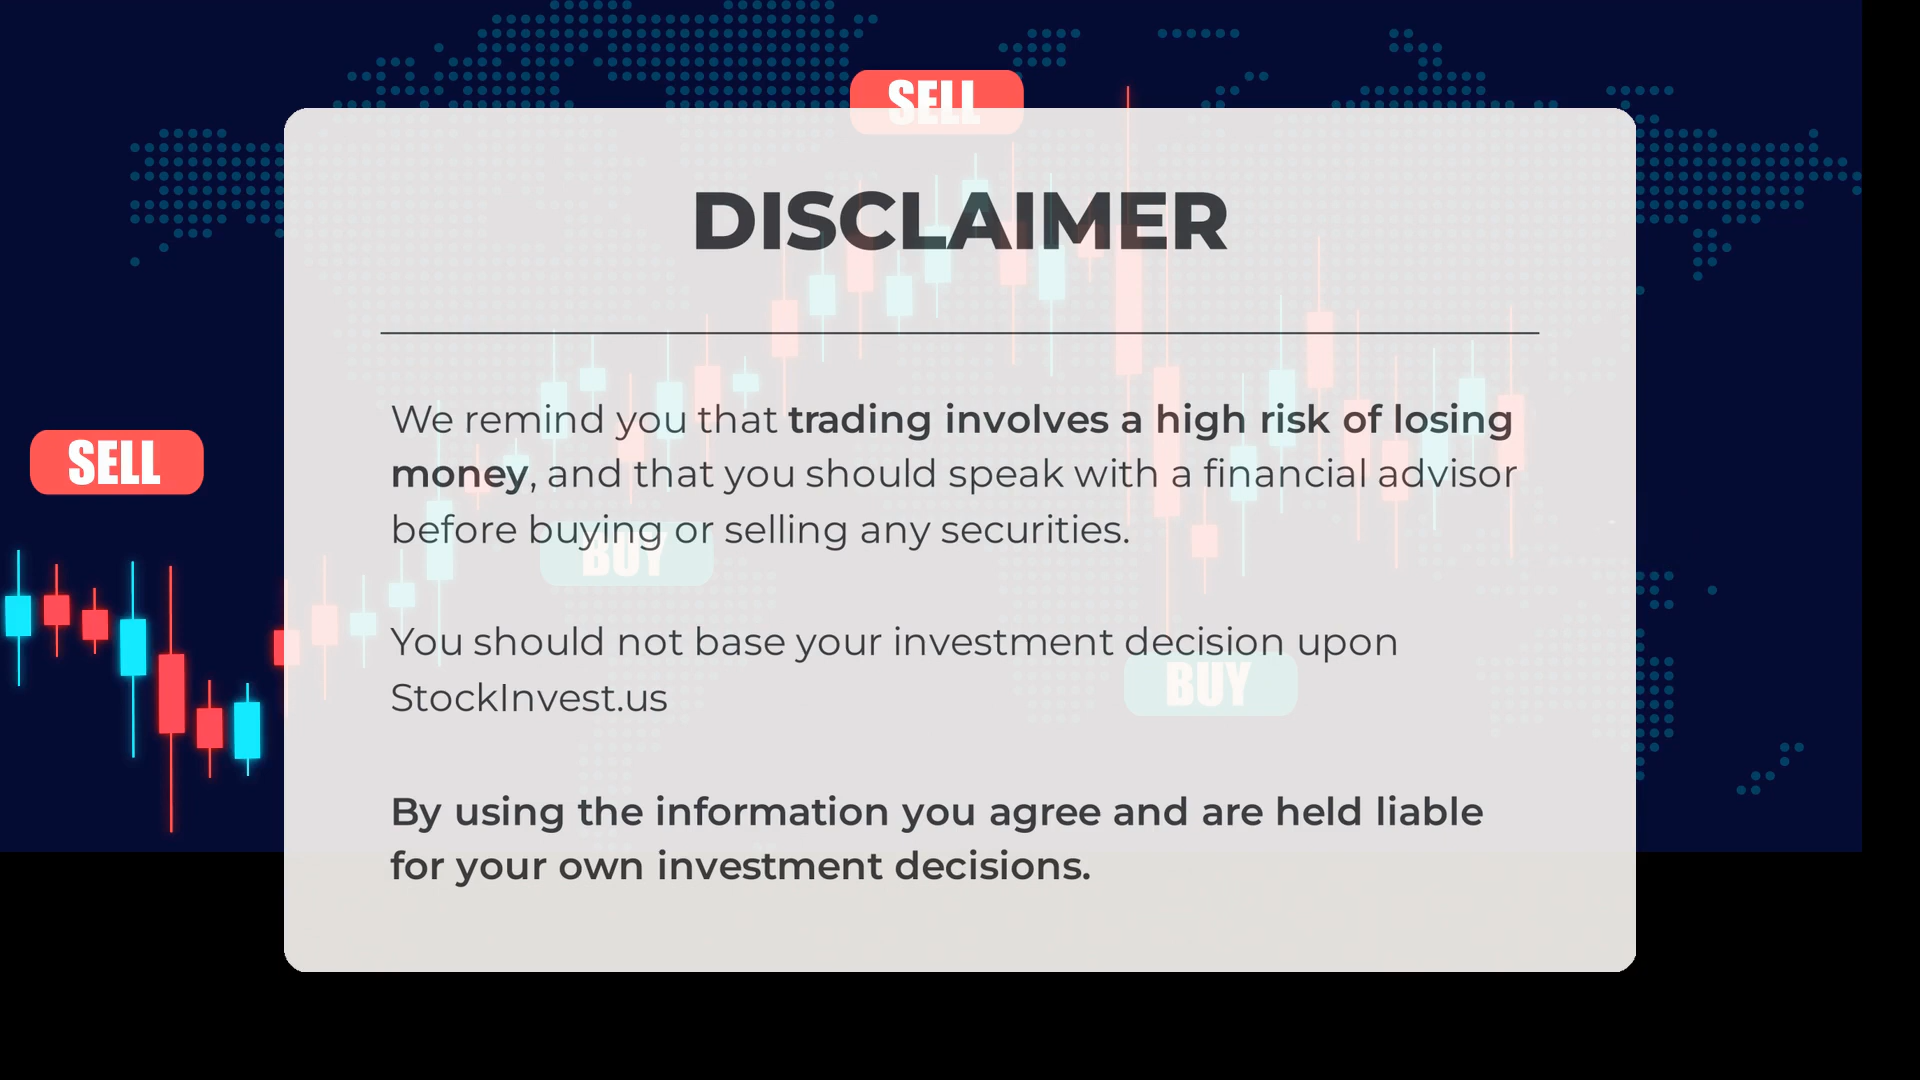 SELL
DISCLAIMER
We remind you that trading involves a high risk of losing
money, and that you should speak with a financial advisor
before buying or selling any securities.
SELL
BUY
You should not base your investment decision upon
StockInvest.us
BUY
By using the information you agree and are held liable
for your own investment decisions.